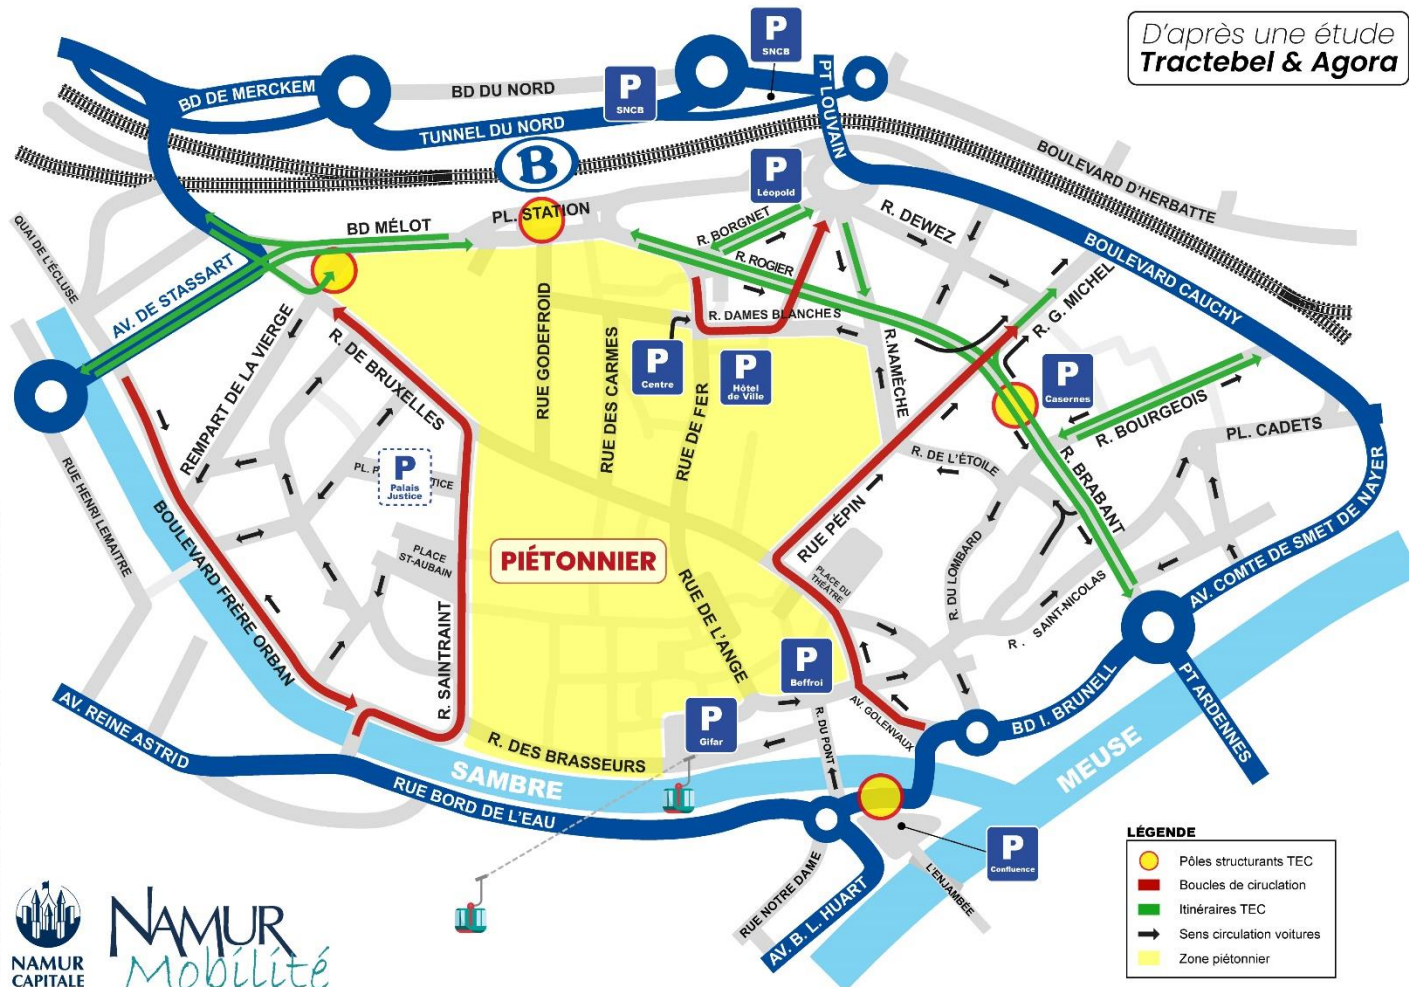 D'après une étude
Tractebel & Agora
P
SNCB
BD DE MERCKEM
BD DU NORD
P
SNCB
TUNNEL DU NORD
PT LOUVAIN
B
BOULEVARD D'HERBATTE
P
Léopold
PL. STATION
BD MÉLOT
R. BORGNET
R. DEWEZ
R. ROGIER
QUAI DE L'ÉCLUSE
AV. DE STASSART
BOULEVARD CAUCHY
R. G. MICHEL
REMPART DE LA VIERGE
R. DE BRUXELLES
RUE GODEFROID
RUE DES CARMES
R. DAMES BLANCHES
R.NAMÈCHE
P
Centre
P
Hôtel
de Ville
P
Casernes
R. BOURGEOIS
PL. CADETS
RUE DE FER
R. DE L'ÉTOILE
R. BRABANT
RUE HENRI LEMAITRE
PL. P
TICE
P
Palais
Justice
PLACE
ST-AUBAIN
BOULEVARD FRÈRE ORBAN
PIÉTONNIER
RUE PÉPIN
PLACE DU
THÉÂTRE
R. DU LOMBARD
R. SAINT-NICOLAS
AV. COMTE DE SMET DE NAYER
RUE DE L'ANGE
R. SAINTRAINT
P
Beffroi
AV. GOLENVAUX
BD I. BRUNELL
PT ARDENNES
AV. REINE ASTRID
R. DES BRASSEURS
P
Gifar
R. DU PONT
SAMBRE
MEUSE
RUE BORD DE L'EAU
P
Confluence
RUE NOTRE DAME
AV. B. L. HUART
L'ENJAMBÉE
LÉGENDE
Pôles structurants TEC
Boucles de ciruclation
Itinéraires TEC
Sens circulation voitures
Zone piétonnier
NAMUR
CAPITALE
NAMUR
Mobilité